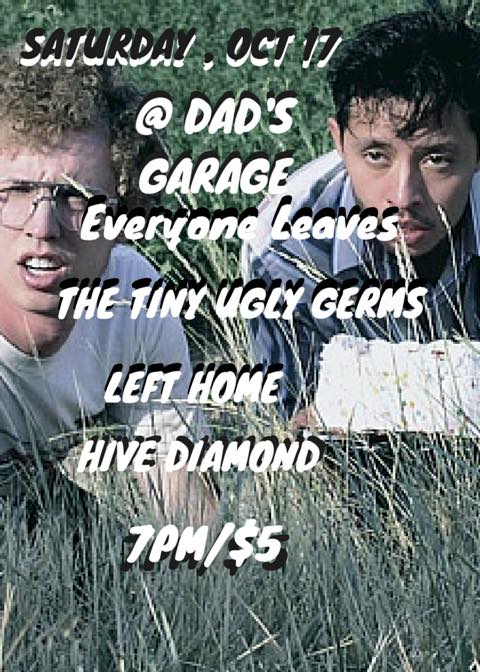 SATURDAY , OCT 17
@ DAD'S
GARAGE
Everyone Leaves
THE TINY UGLY GERMS
LEFT HOME
HIVE DIAMOND
7PM/$5